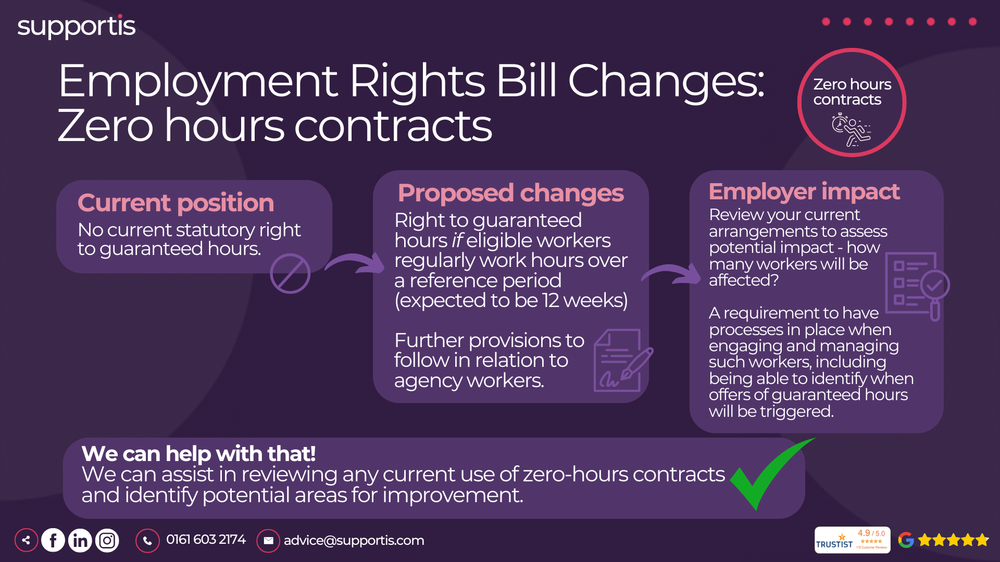 supportis
Employment Rights Bill Changes:
Zero hours contracts
Zero hours
contracts
Current position
No current statutory right
to guaranteed hours.
Proposed changes
Right to guaranteed
hours if eligible workers
regularly work hours over
a reference period
(expected to be 12 weeks)
Further provisions to
follow in relation to
agency workers.
Employer impact
Review your current
arrangements to assess
potential impact - how
many workers will be
affected?
A requirement to have
processes in place when
engaging and managing
such workers, including
being able to identify when
offers of guaranteed hours
will be triggered.
We can help with that!
We can assist in reviewing any current use of zero-hours contracts
and identify potential areas for improvement.
0161 603 2174
advice@supportis.com
TRUSTIST
4.9 / 5.0
116 Customer Reviews